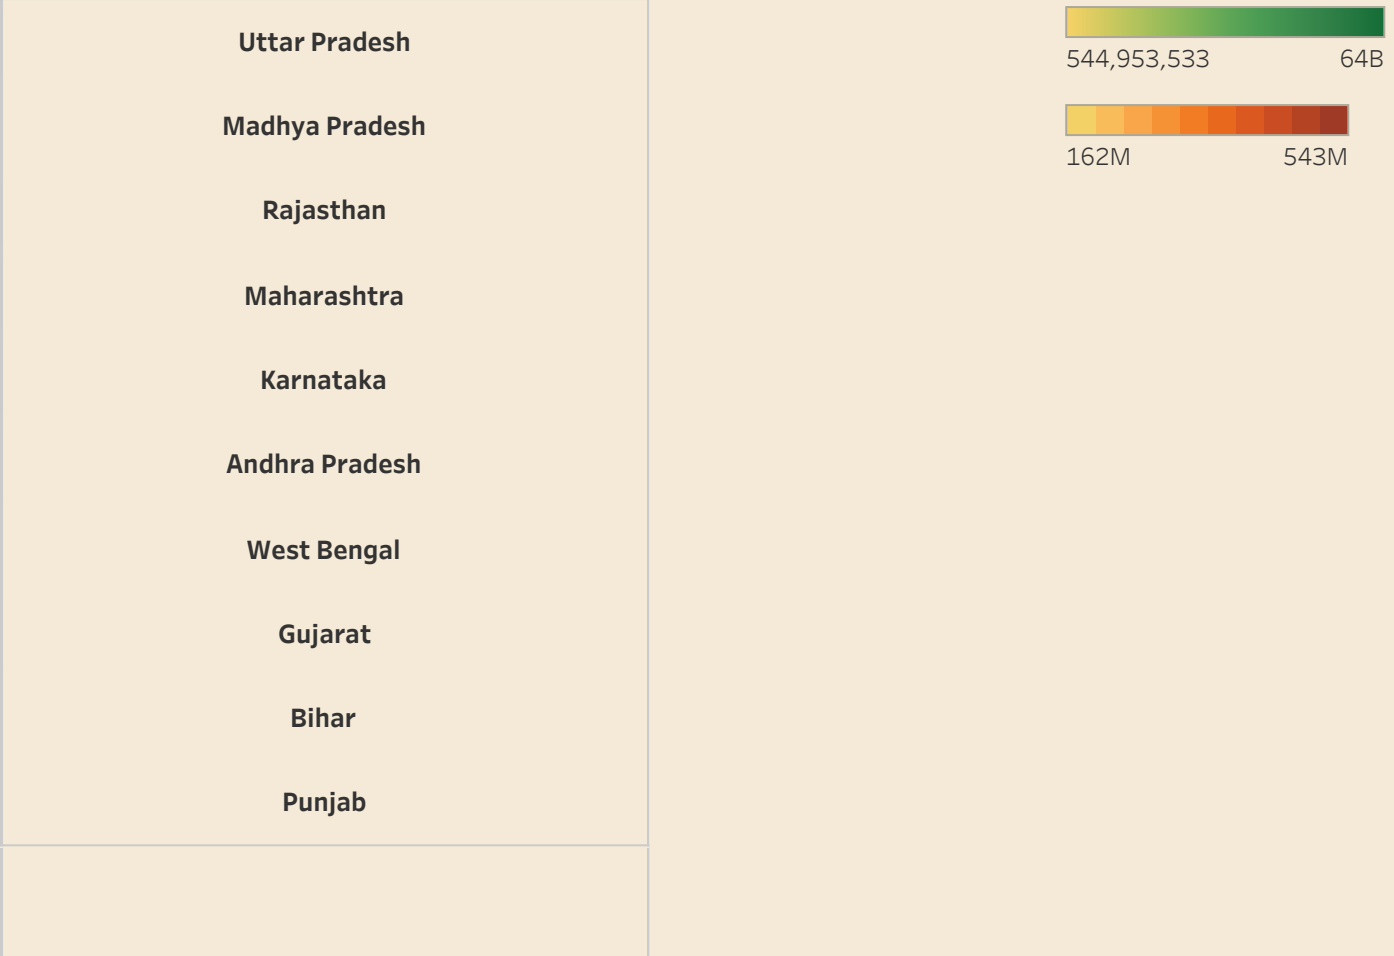 Uttar Pradesh
Madhya Pradesh
Rajasthan
Maharashtra
Karnataka
Andhra Pradesh
West Bengal
Gujarat
Bihar
Punjab
544,953,533 64B
162M 543M